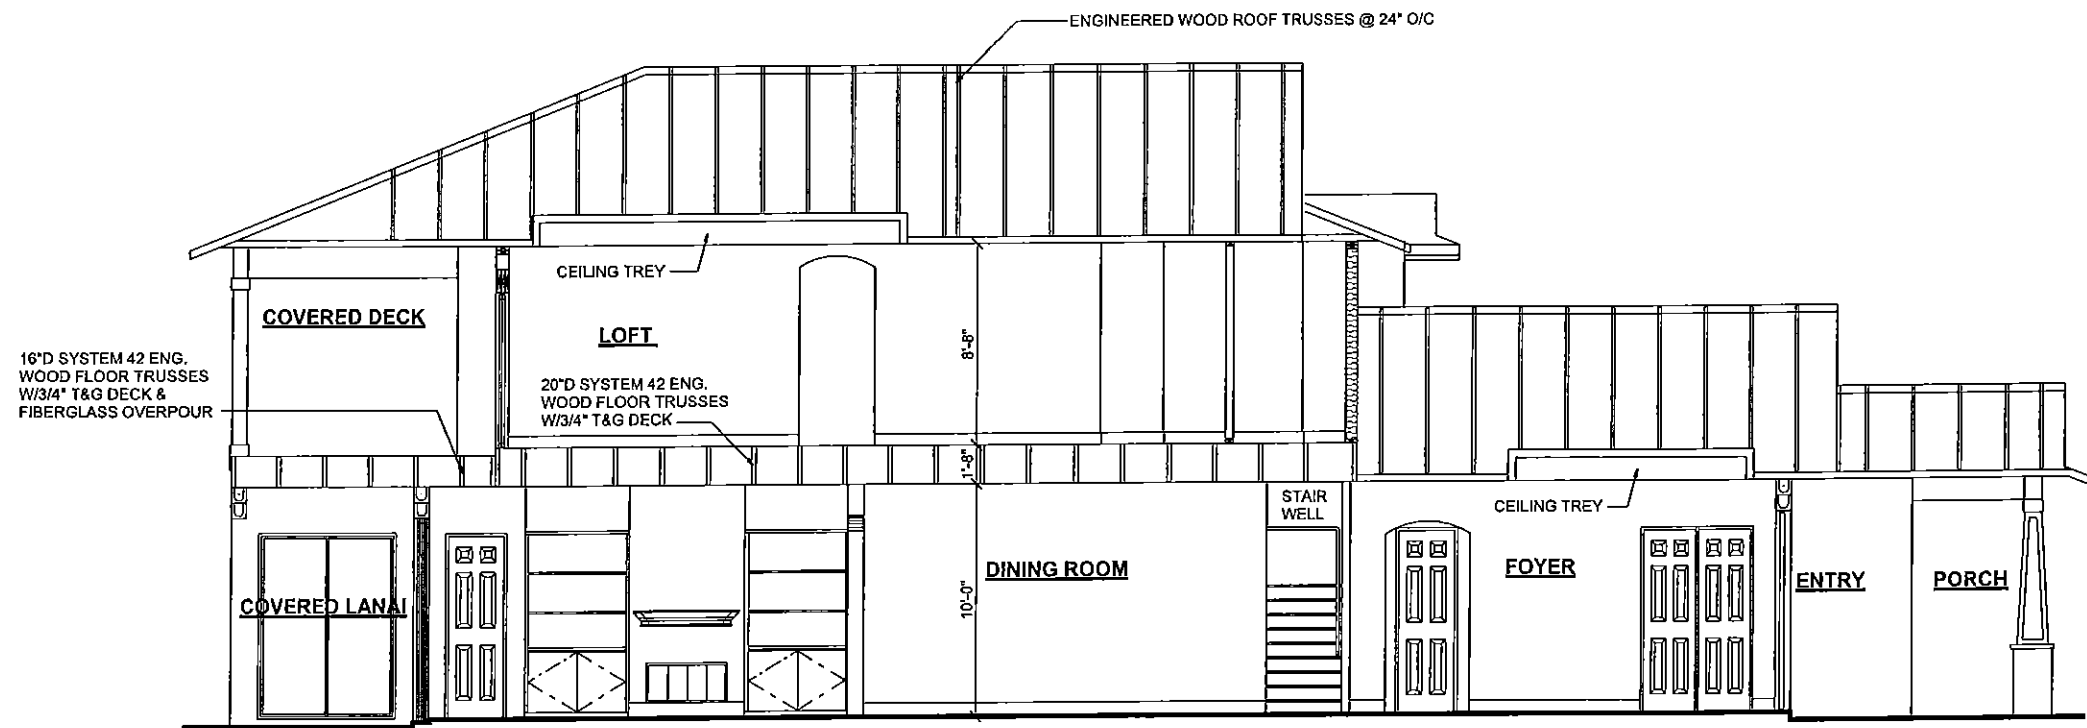 ENGINEERED WOOD ROOF TRUSSES @ 24" O/C
CEILING TREY
COVERED DECK
LOFT
8'-8"
16"D SYSTEM 42 ENG.
WOOD FLOOR TRUSSES
W/3/4" T&G DECK &
FIBERGLASS OVERPOUR
20"D SYSTEM 42 ENG.
WOOD FLOOR TRUSSES
W/3/4" T&G DECK
1'-8"
STAIR
WELL
CEILING TREY
COVERED LANAI
DINING ROOM
10'-0"
FOYER
ENTRY
PORCH